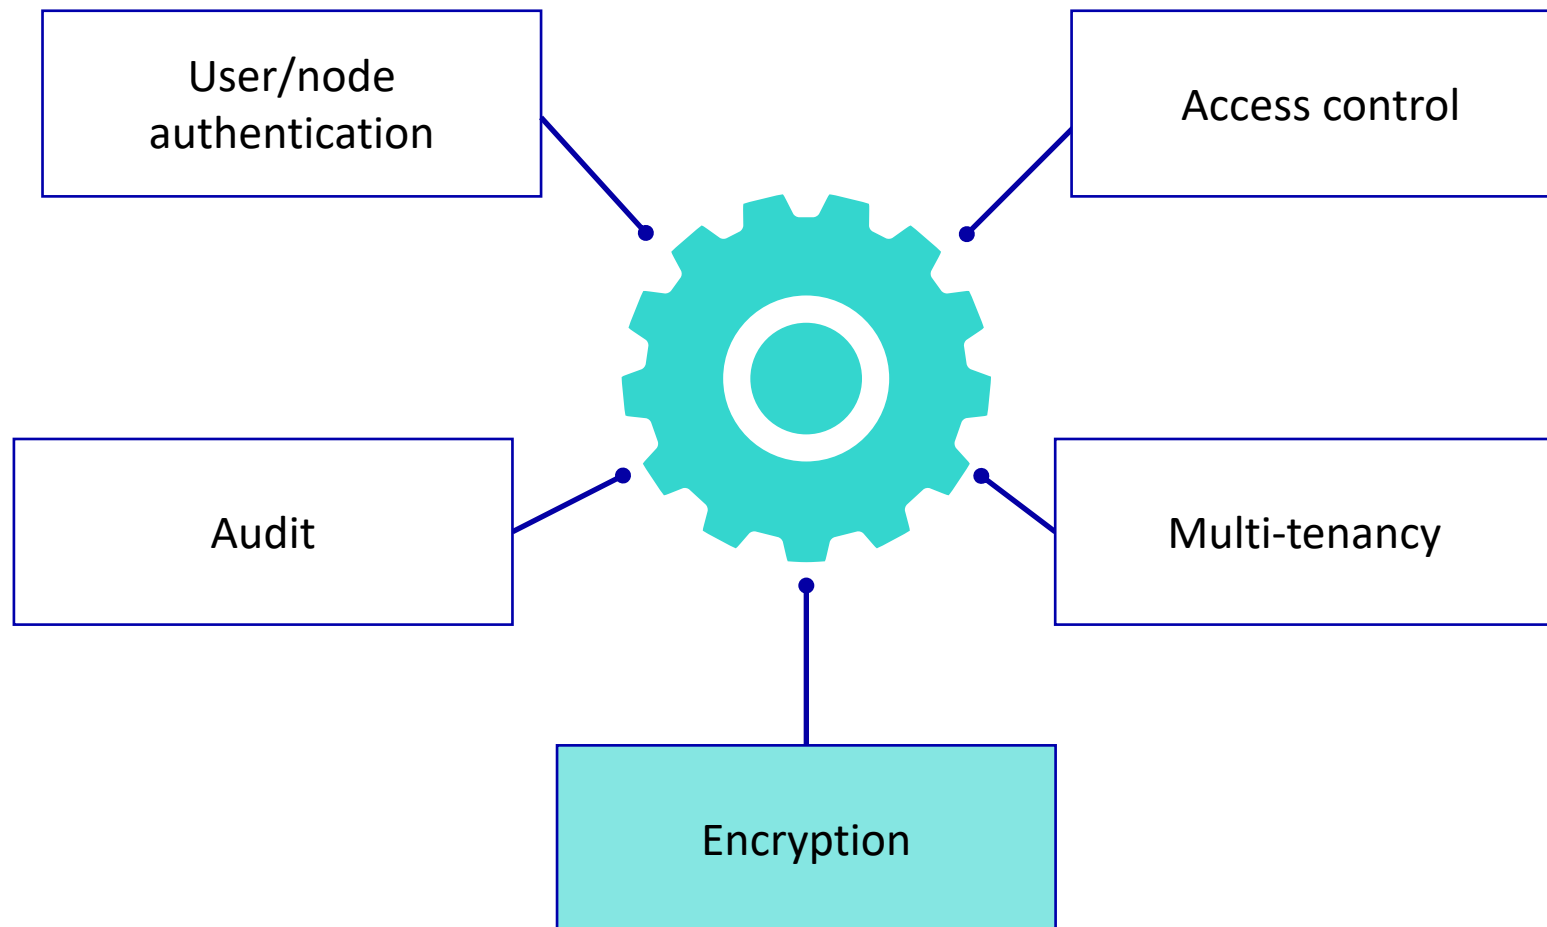 User/node
authentication
Access control
Audit
Multi-tenancy
Encryption